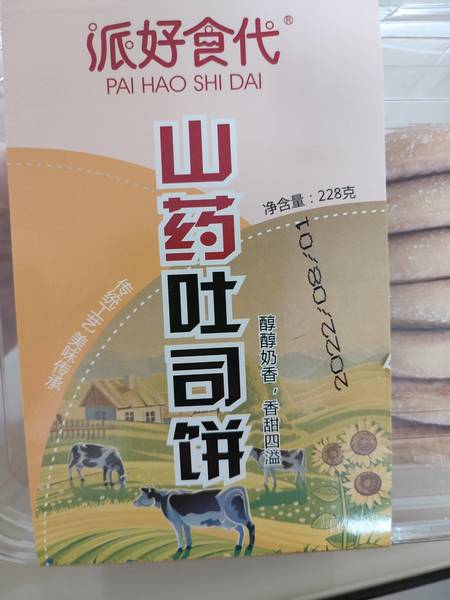 派好食代®
PAI HAO SHI DAI
山药吐司饼
净含量：228克
2022/08/01
传统工艺 美味传承
醇醇奶香，香甜四溢